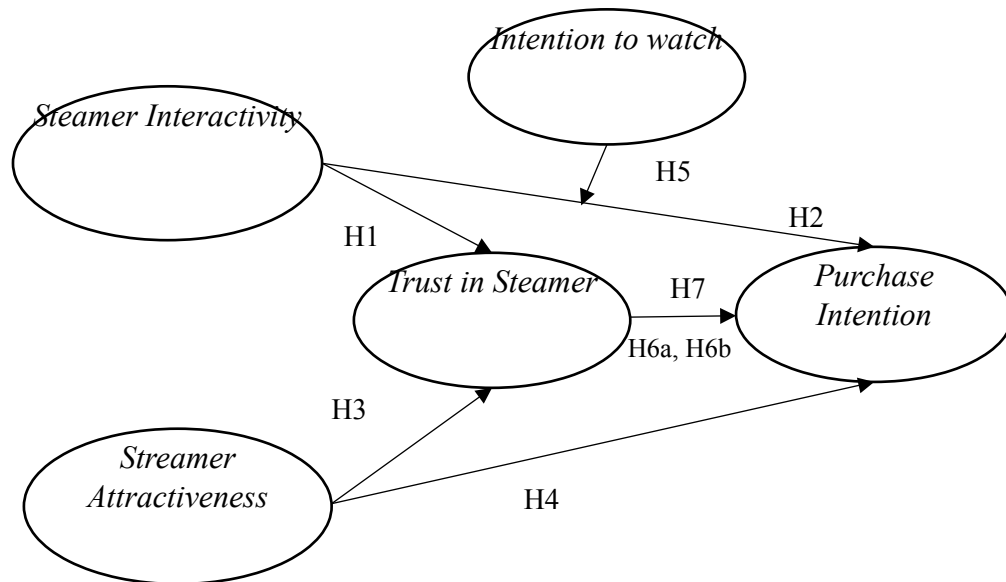 Intention to watch
Steamer Interactivity
H5
H2
H1
Trust in Steamer
H7
Purchase
Intention
H6a, H6b
H3
Streamer
Attractiveness
H4